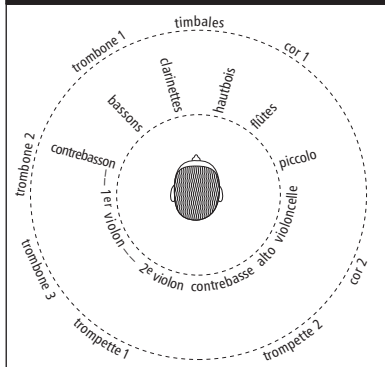 timbales
cor 1
cor 2
trompette 2
trompette 1
trombone 3
trombone 2
trombone 1
contrebasson
bassons
clarinettes
hautbois
flûtes
piccolo
— 1er violon — 2e violon contrebasse alto violoncelle